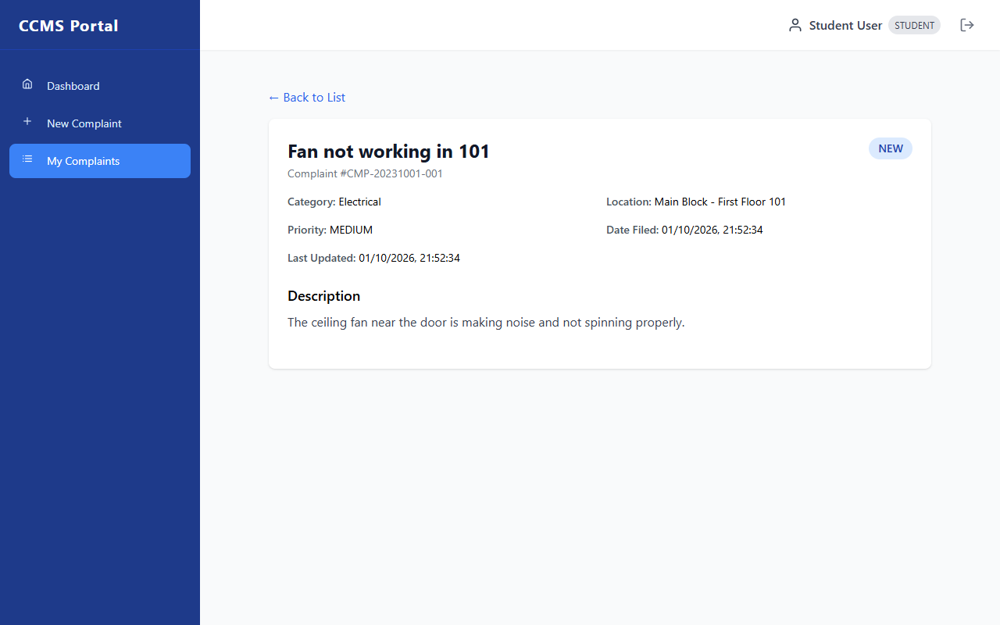 CCMS Portal
Student User STUDENT
Dashboard
New Complaint
My Complaints
← Back to List
Fan not working in 101
NEW
Complaint #CMP-20231001-001
Category: Electrical
Location: Main Block - First Floor 101
Priority: MEDIUM
Date Filed: 01/10/2026, 21:52:34
Last Updated: 01/10/2026, 21:52:34
Description
The ceiling fan near the door is making noise and not spinning properly.